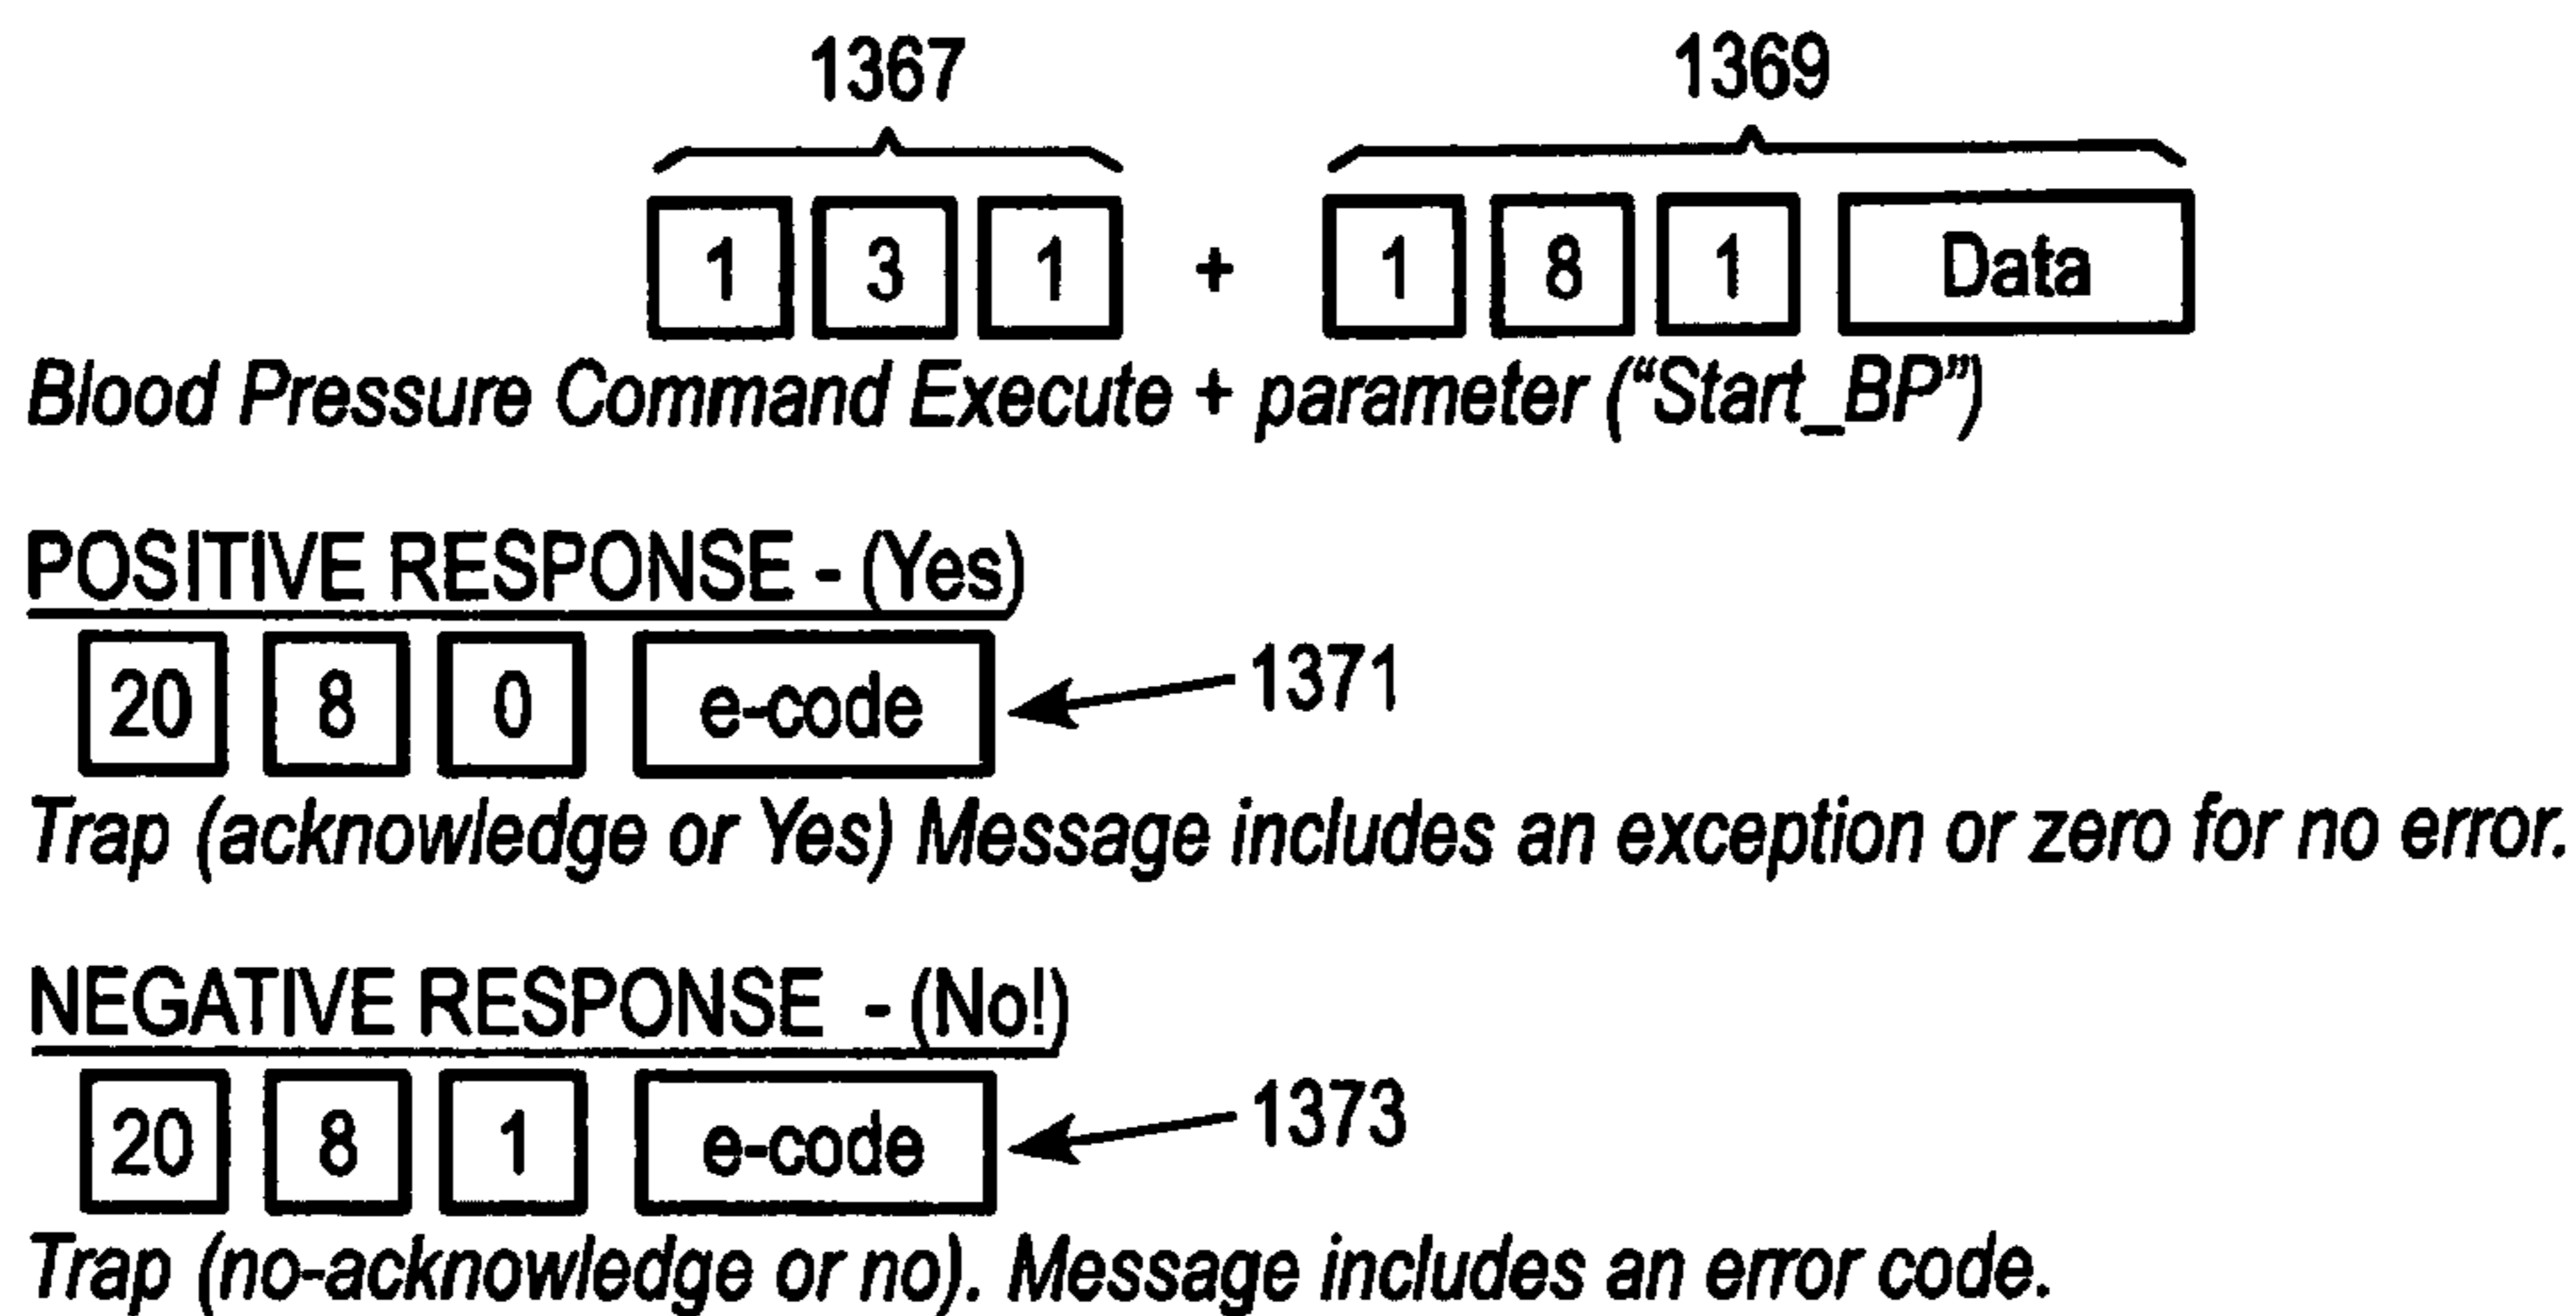 1367 1369
1 3 1 + 1 8 1 Data
Blood Pressure Command Execute + parameter (“Start_BP”)
POSITIVE RESPONSE - (Yes)
20 8 0 e-code 1371
Trap (acknowledge or Yes) Message includes an exception or zero for no error.
NEGATIVE RESPONSE - (No!)
20 8 1 e-code 1373
Trap (no-acknowledge or no). Message includes an error code.